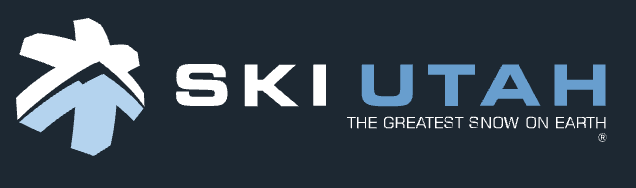 SKI UTAH
THE GREATEST SNOW ON EARTH
®